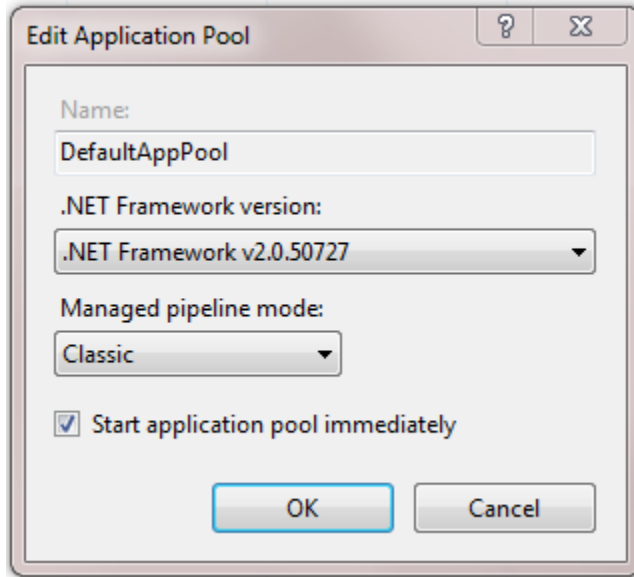 Edit Application Pool
Name:
DefaultAppPool
.NET Framework version:
.NET Framework v2.0.50727
Managed pipeline mode:
Classic
Start application pool immediately
OK
Cancel